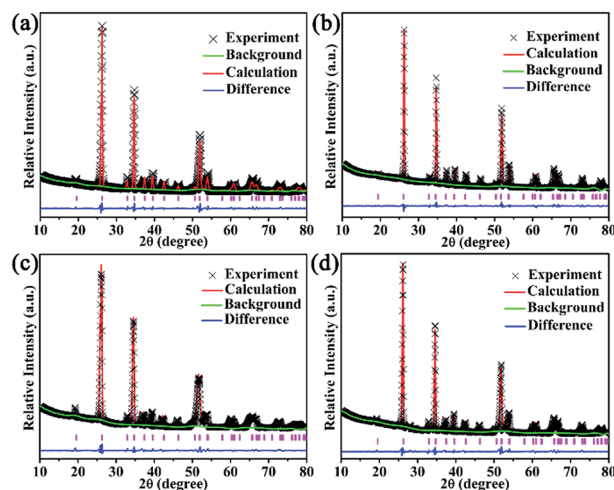 (a)
Experiment
Background
Calculation
Difference
Relative Intensity (a.u.)
10 20 30 40 50 60 70 80
2θ (degree)
(b)
Experiment
Calculation
Background
Difference
Relative Intensity (a.u.)
10 20 30 40 50 60 70 80
2θ (degree)
(c)
Experiment
Calculation
Background
Difference
Relative Intensity (a.u.)
10 20 30 40 50 60 70 80
2θ (degree)
(d)
Experiment
Calculation
Background
Difference
Relative Intensity (a.u.)
10 20 30 40 50 60 70 80
2θ (degree)